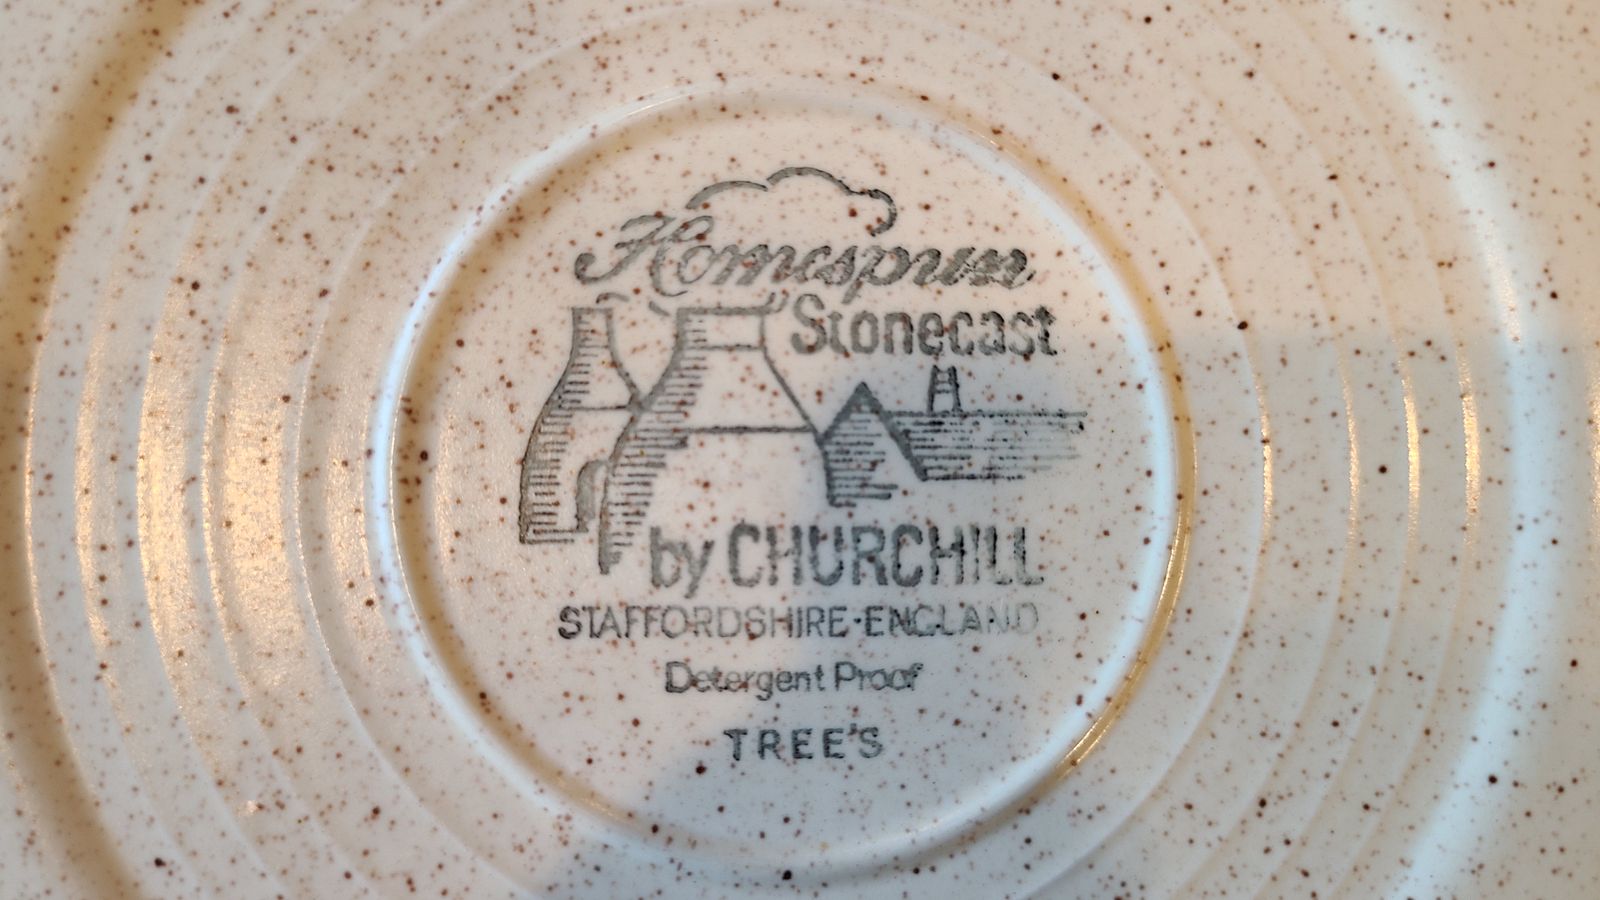 Homespun
Stonecast
by CHURCHILL
STAFFORDSHIRE·ENGLAND
Detergent Proof
TREE'S